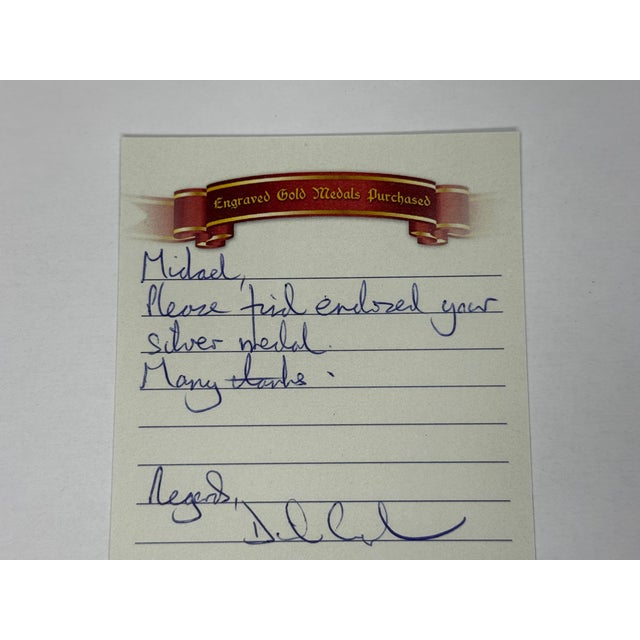 Engraved Gold Medals Purchased
Michael,
Please find enclosed your
silver medal.
Many thanks.
Regards,